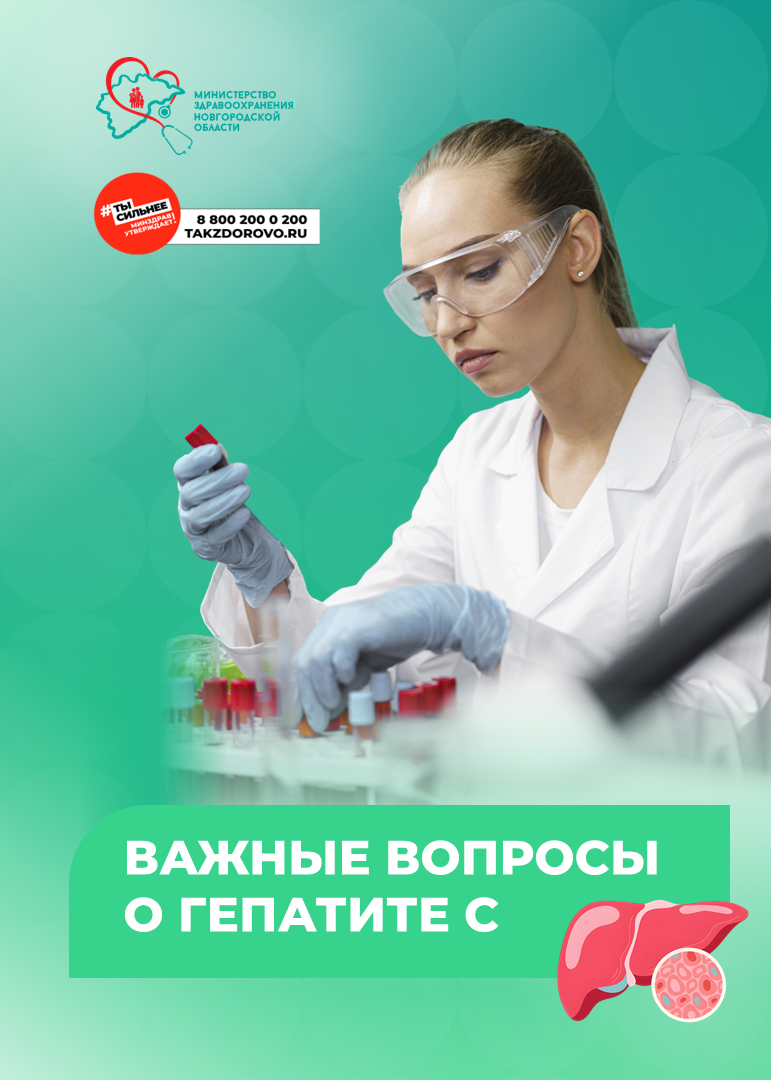 МИНИСТЕРСТВО
ЗДРАВООХРАНЕНИЯ
НОВГОРОДСКОЙ
ОБЛАСТИ
#ТЫ
СИЛЬНЕЕ
МИНЗДРАВ
УТВЕРЖДАЕТ!
8 800 200 0 200
TAKZDOROVO.RU
ВАЖНЫЕ ВОПРОСЫ
О ГЕПАТИТЕ С